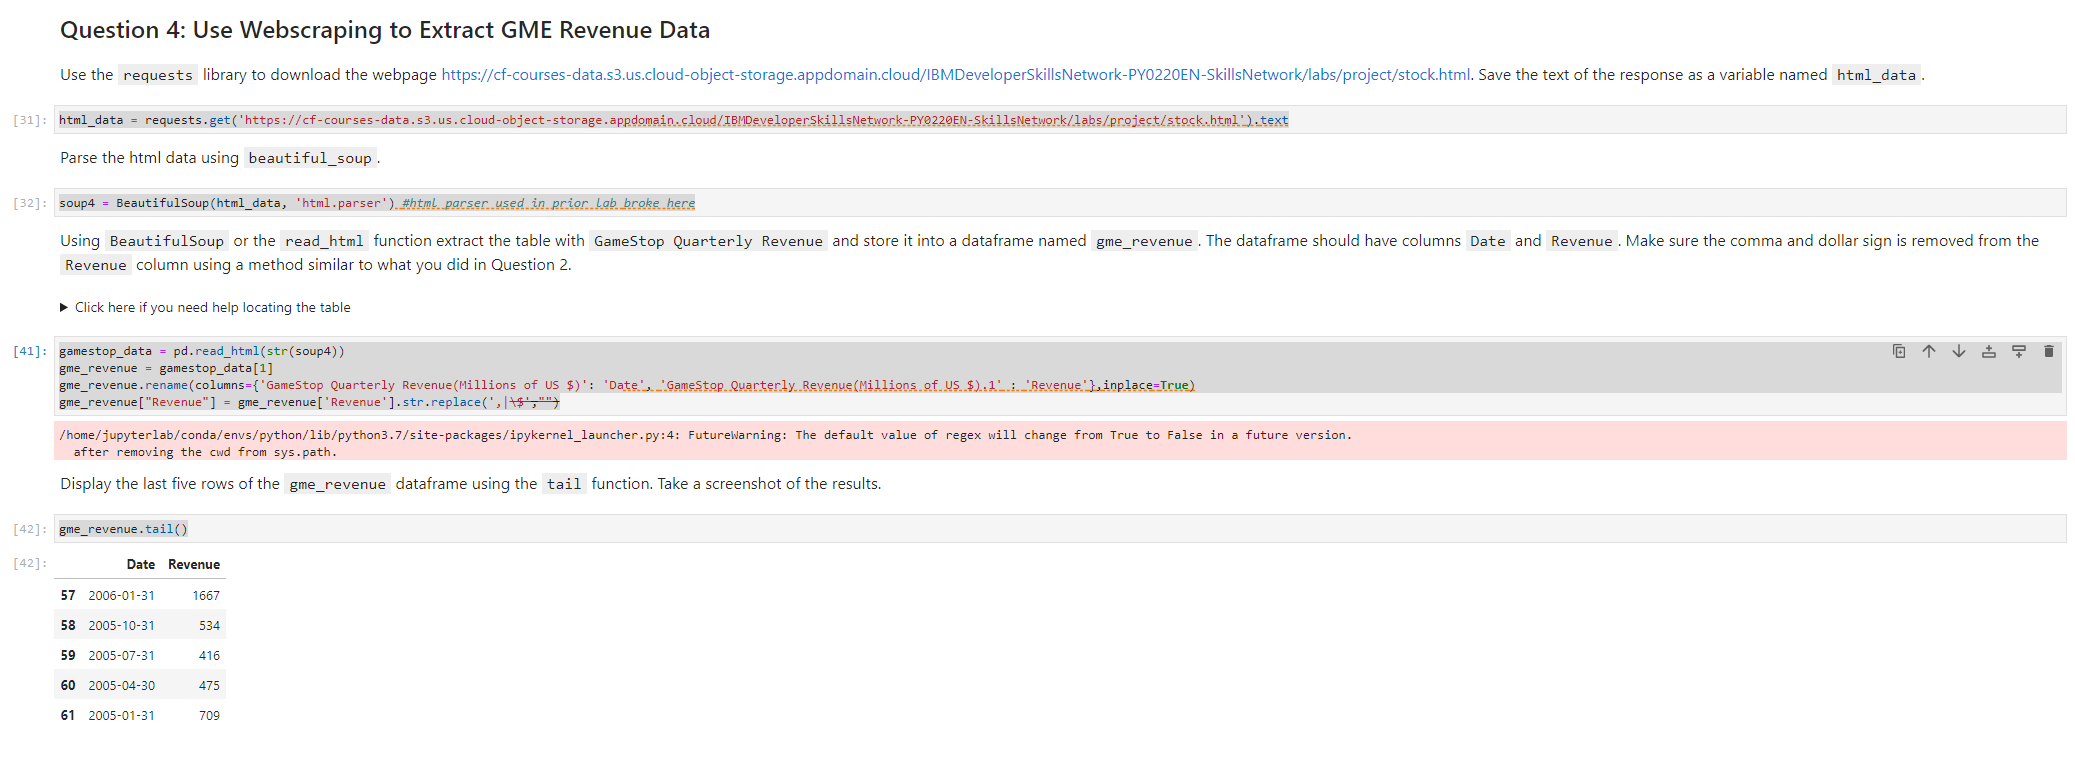 Question 4: Use Webscraping to Extract GME Revenue Data
Use the requests library to download the webpage https://cf-courses-data.s3.us.cloud-object-storage.appdomain.cloud/IBMDeveloperSkillsNetwork-PY0220EN-SkillsNetwork/labs/project/stock.html. Save the text of the response as a variable named html_data.
[31]: html_data = requests.get('https://cf-courses-data.s3.us.cloud-object-storage.appdomain.cloud/IBMDeveloperSkillsNetwork-PY0220EN-SkillsNetwork/labs/project/stock.html').text
Parse the html data using beautiful_soup.
[32]: soup4 = BeautifulSoup(html_data, 'html.parser') #html parser used in prior lab broke here
Using BeautifulSoup or the read_html function extract the table with GameStop Quarterly Revenue and store it into a dataframe named gme_revenue. The dataframe should have columns Date and Revenue. Make sure the comma and dollar sign is removed from the
Revenue column using a method similar to what you did in Question 2.
▶ Click here if you need help locating the table
[41]: gamestop_data = pd.read_html(str(soup4))
gme_revenue = gamestop_data[1]
gme_revenue.rename(columns={'GameStop Quarterly Revenue(Millions of US $)': 'Date', 'GameStop Quarterly Revenue(Millions of US $).1' : 'Revenue'},inplace=True)
gme_revenue["Revenue"] = gme_revenue['Revenue'].str.replace(',|\$',"")
/home/jupyterlab/conda/envs/python/lib/python3.7/site-packages/ipykernel_launcher.py:4: FutureWarning: The default value of regex will change from True to False in a future version.
after removing the cwd from sys.path.
Display the last five rows of the gme_revenue dataframe using the tail function. Take a screenshot of the results.
[42]: gme_revenue.tail()
[42]: Date Revenue
57 2006-01-31 1667
58 2005-10-31 534
59 2005-07-31 416
60 2005-04-30 475
61 2005-01-31 709